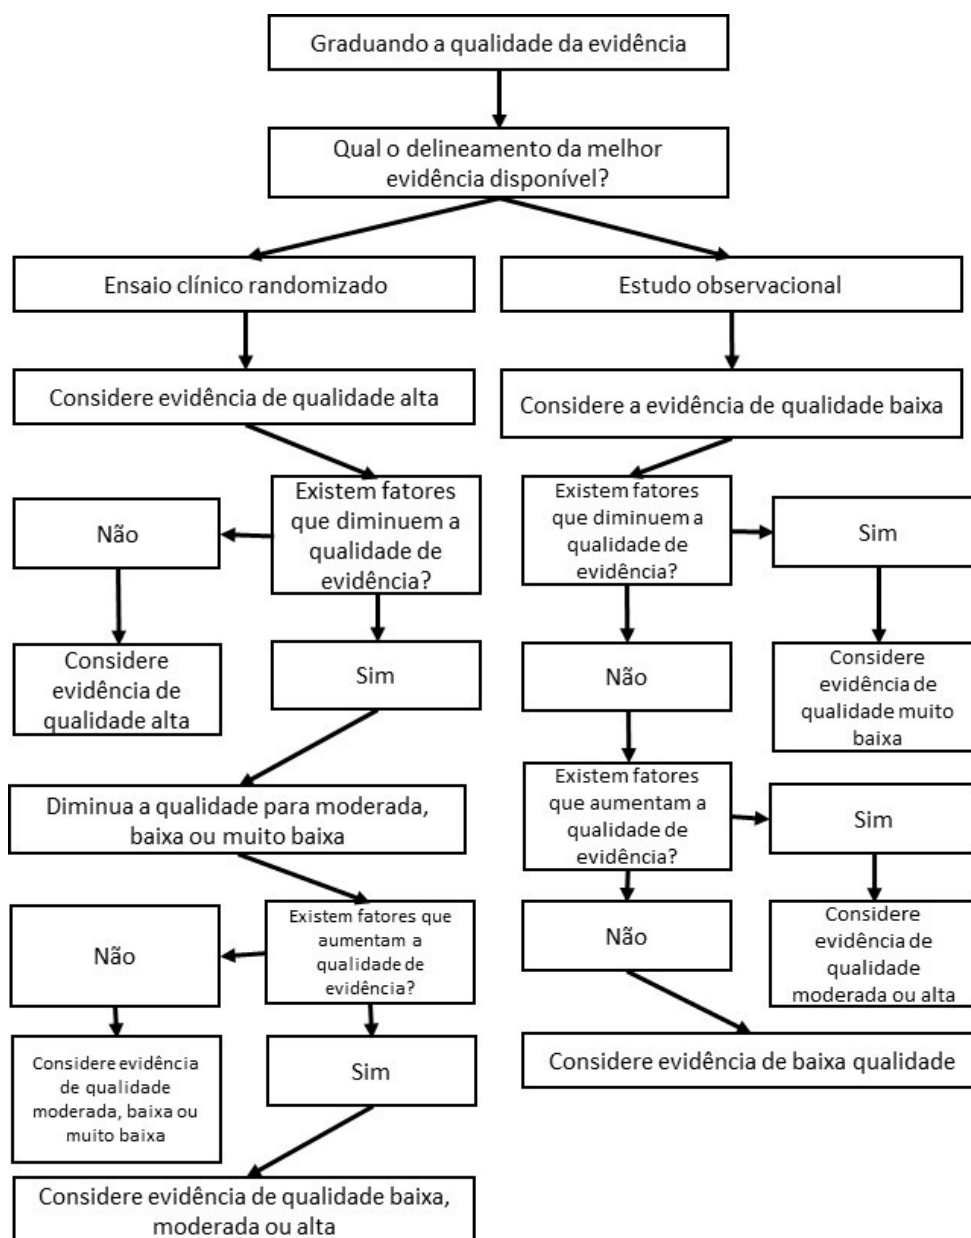 Graduando a qualidade da evidência
Qual o delineamento da melhor
evidência disponível?
Ensaio clínico randomizado
Estudo observacional
Considere evidência de qualidade alta
Considere a evidência de qualidade baixa
Existem fatores
que diminuem a
qualidade de
evidência?
Não
Existem fatores
que diminuem a
qualidade de
evidência?
Sim
Considere
evidência de
qualidade alta
Sim
Não
Considere
evidência de
qualidade muito
baixa
Diminua a qualidade para moderada,
baixa ou muito baixa
Existem fatores
que aumentam a
qualidade de
evidência?
Sim
Não
Existem fatores que
aumentam a
qualidade de
evidência?
Não
Considere
evidência de
qualidade
moderada ou alta
Considere evidência
de qualidade
moderada, baixa ou
muito baixa
Sim
Considere evidência de baixa qualidade
Considere evidência de qualidade baixa,
moderada ou alta